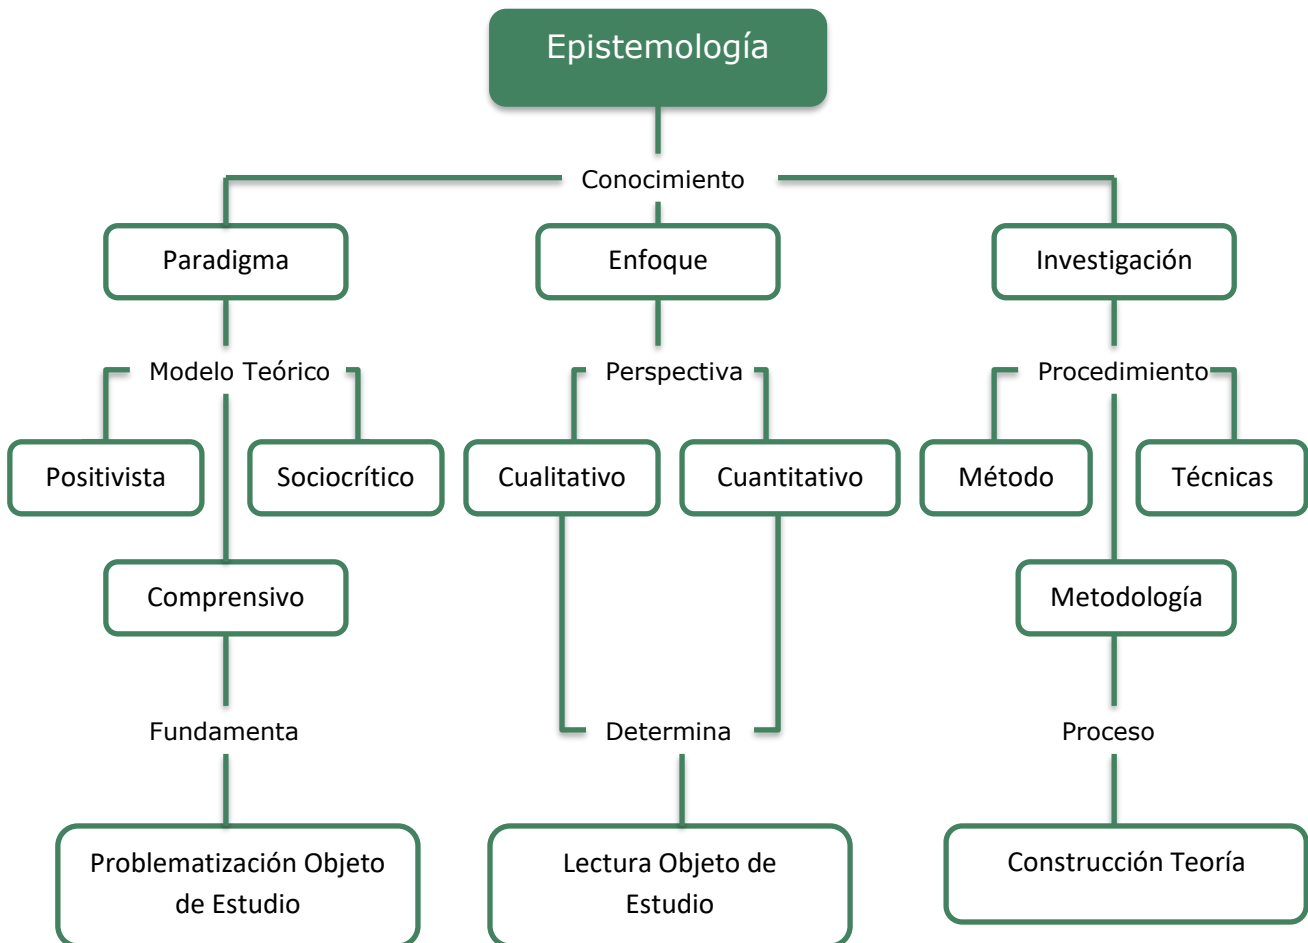 Epistemología
Conocimiento
Paradigma
Enfoque
Investigación
Modelo Teórico
Perspectiva
Procedimiento
Positivista
Sociocrítico
Cualitativo
Cuantitativo
Método
Técnicas
Comprensivo
Metodología
Fundamenta
Determina
Proceso
Problematización Objeto
de Estudio
Lectura Objeto de
Estudio
Construcción Teoría